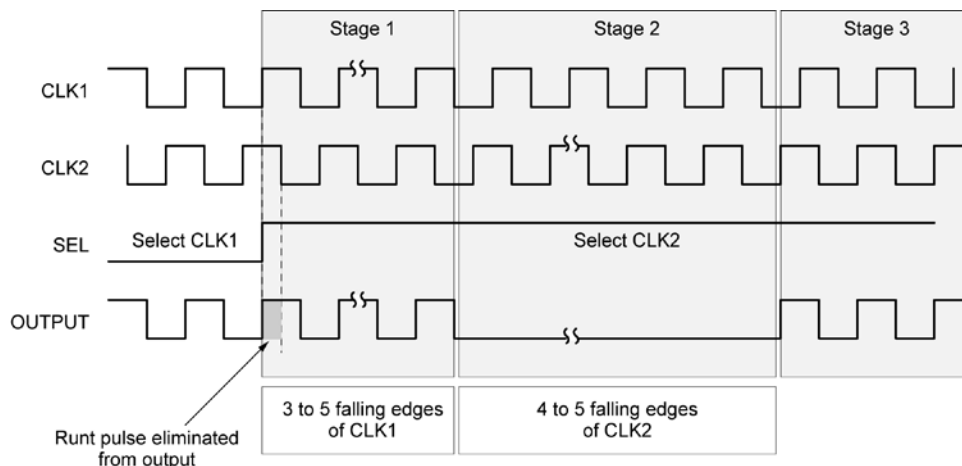 Stage 1
Stage 2
Stage 3
CLK1
CLK2
SEL
Select CLK1
Select CLK2
OUTPUT
3 to 5 falling edges
of CLK1
4 to 5 falling edges
of CLK2
Runt pulse eliminated
from output